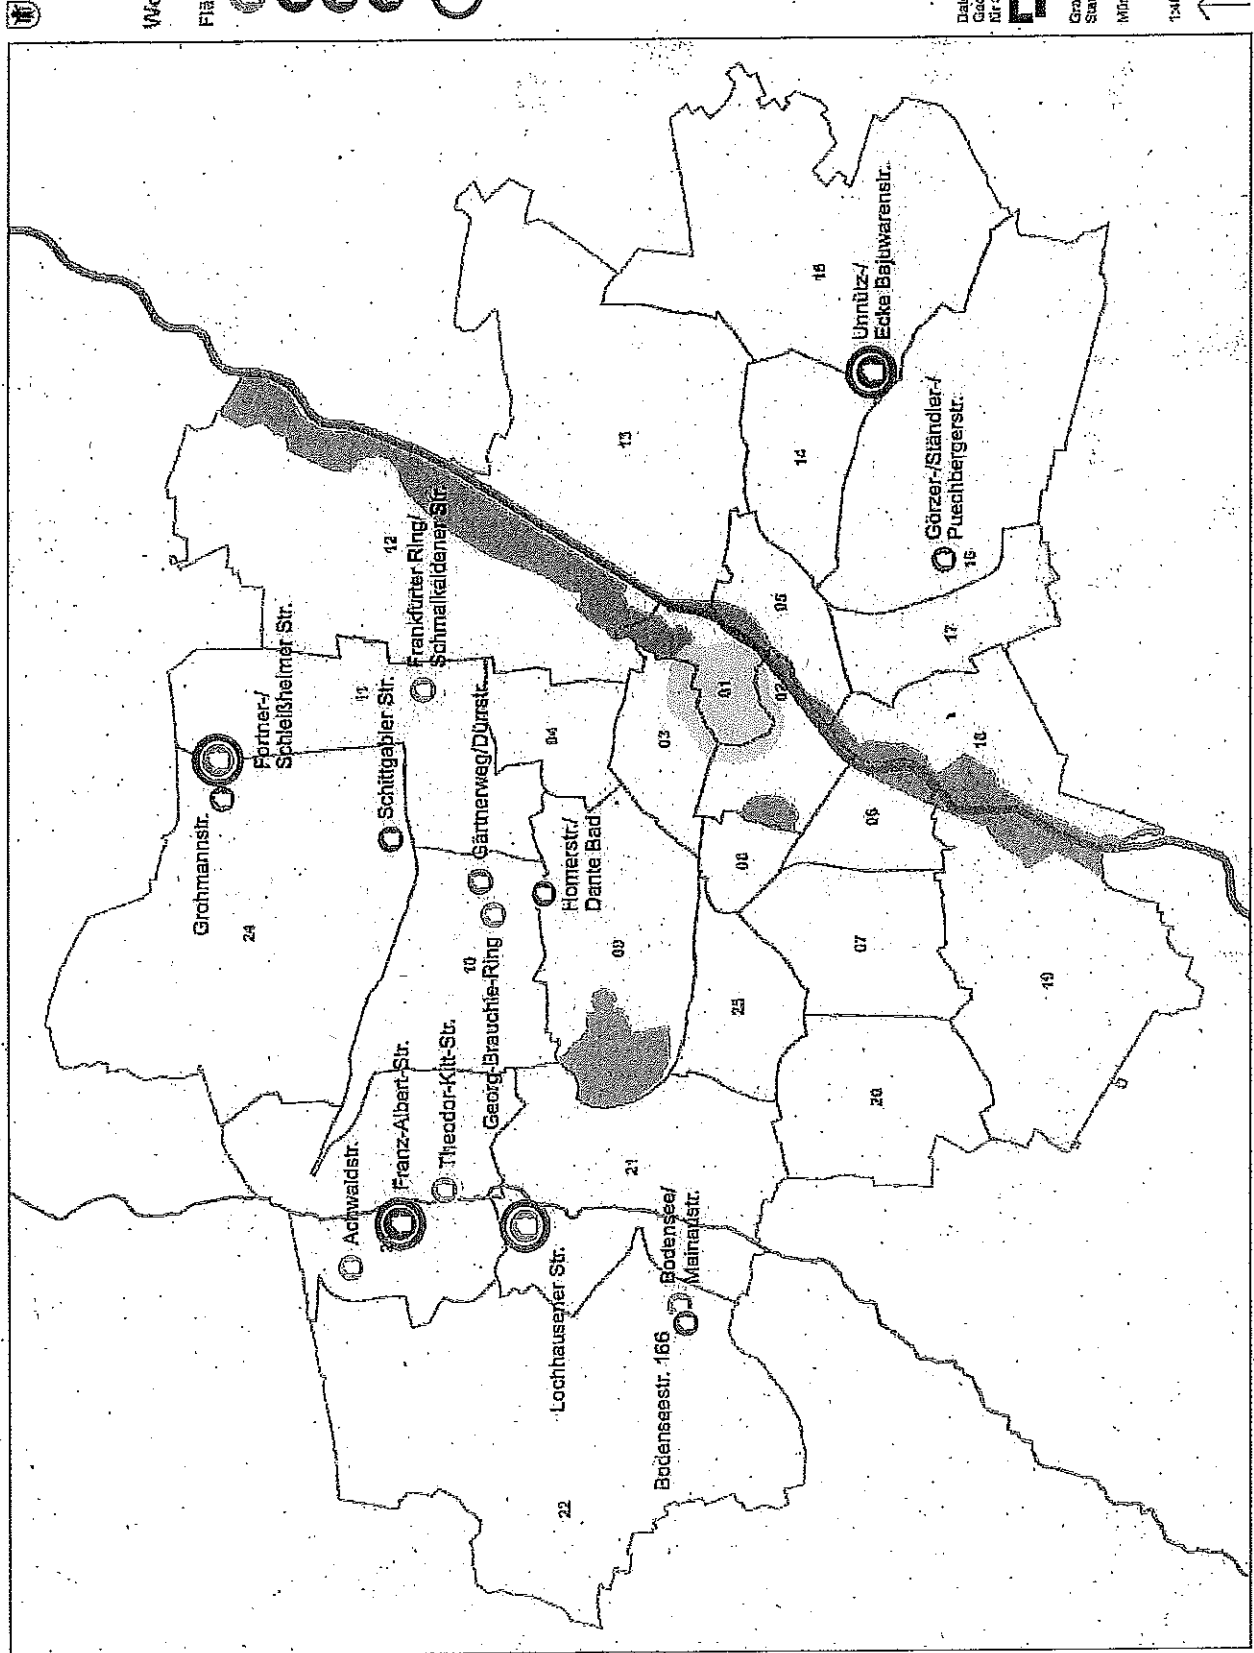 Grohmannstr.
24
Fortner-/
Schleißheimer Str.
11
Schittgabler Str.
12
Frankfurter Ring/
Schmalkaldener Str.
Achwaldstr.
Franz-Albert-Str.
Theodor-Kitt-Str.
10
Georg-Brauchle-Ring
Gärtnerweg/Dürrstr.
04
Homerstr./
Dante Bad
09
13
Lochhausener Str.
22
21
Bodenseestr. 166
Bodensee/
Mainaustr.
25
08
03
01
02
05
14
15
Unnütz-/
Ecke Bajuwarenstr.
20
07
06
18
17
16
Görzer-/Ständler-/
Puechbergerstr.
19